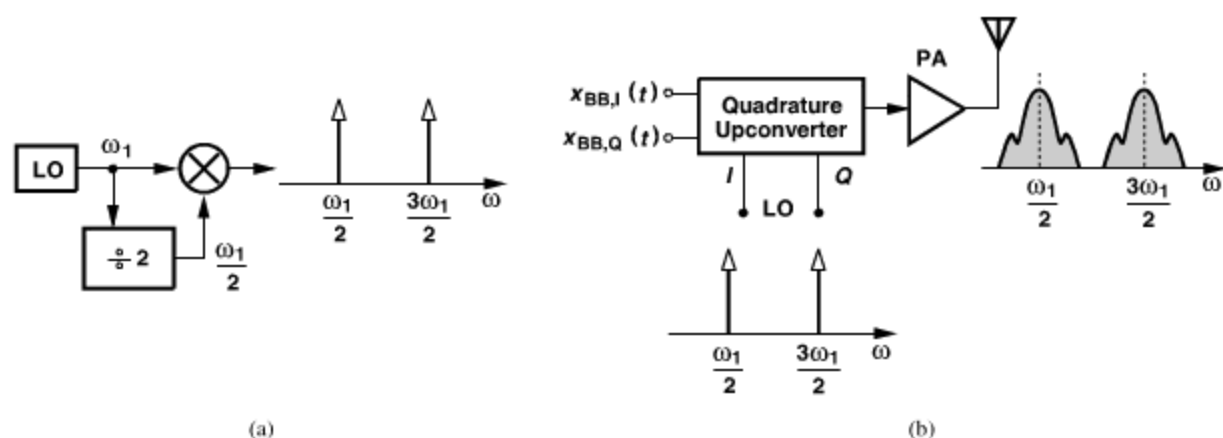 LO
ω1
÷ 2
ω1
2
ω1
2
3ω1
2
ω
(a)
PA
xBB,I (t)
xBB,Q (t)
Quadrature
Upconverter
I
Q
LO
ω1
2
3ω1
2
ω
ω1
2
3ω1
2
ω
(b)